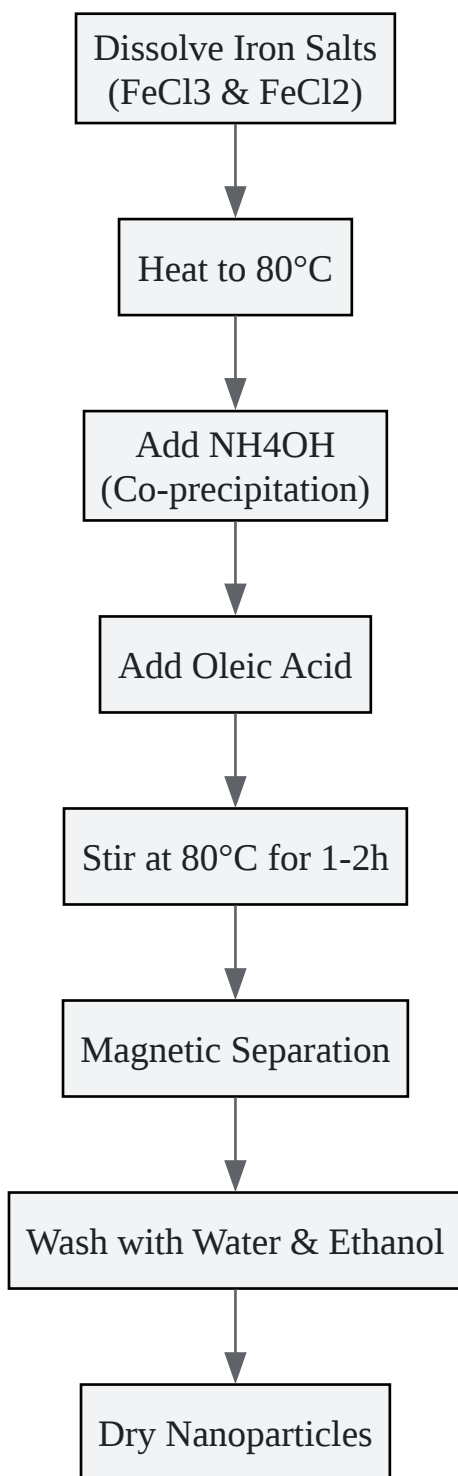 Dissolve Iron Salts
(FeCl3 & FeCl2)
Heat to 80°C
Add NH4OH
(Co-precipitation)
Add Oleic Acid
Stir at 80°C for 1-2h
Magnetic Separation
Wash with Water & Ethanol
Dry Nanoparticles